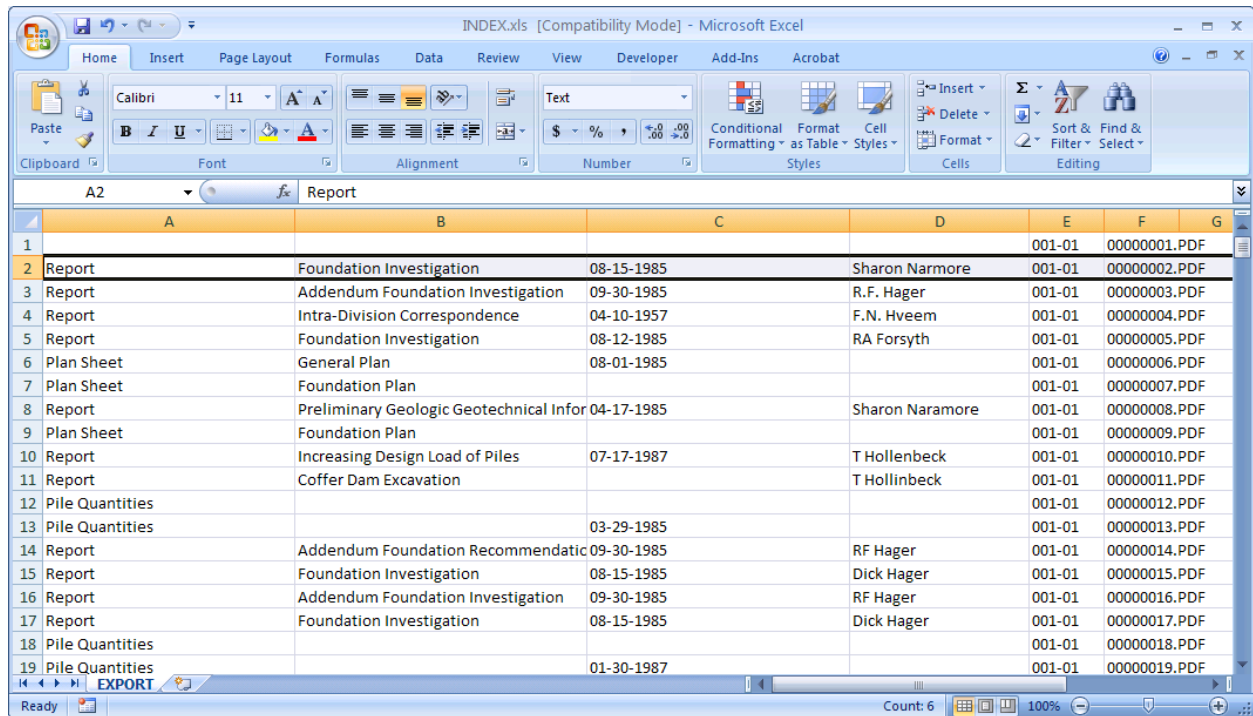 INDEX.xls [Compatibility Mode] - Microsoft Excel
Home Insert Page Layout Formulas Data Review View Developer Add-Ins Acrobat
Calibri 11 A A Text Insert Σ
Paste Delete
B I U A $ % , .0 .00 .00 .0 Conditional Formatting Format as Table Cell Styles Format Sort & Filter Find & Select
Clipboard Font Alignment Number Styles Cells Editing
A2 fx Report
A B C D E F G
1 001-01 00000001.PDF
2 Report Foundation Investigation 08-15-1985 Sharon Narmore 001-01 00000002.PDF
3 Report Addendum Foundation Investigation 09-30-1985 R.F. Hager 001-01 00000003.PDF
4 Report Intra-Division Correspondence 04-10-1957 F.N. Hveem 001-01 00000004.PDF
5 Report Foundation Investigation 08-12-1985 RA Forsyth 001-01 00000005.PDF
6 Plan Sheet General Plan 08-01-1985 001-01 00000006.PDF
7 Plan Sheet Foundation Plan 001-01 00000007.PDF
8 Report Preliminary Geologic Geotechnical Infor 04-17-1985 Sharon Naramore 001-01 00000008.PDF
9 Plan Sheet Foundation Plan 001-01 00000009.PDF
10 Report Increasing Design Load of Piles 07-17-1987 T Hollenbeck 001-01 00000010.PDF
11 Report Coffer Dam Excavation T Hollinbeck 001-01 00000011.PDF
12 Pile Quantities 001-01 00000012.PDF
13 Pile Quantities 03-29-1985 001-01 00000013.PDF
14 Report Addendum Foundation Recommendatic 09-30-1985 RF Hager 001-01 00000014.PDF
15 Report Foundation Investigation 08-15-1985 Dick Hager 001-01 00000015.PDF
16 Report Addendum Foundation Investigation 09-30-1985 RF Hager 001-01 00000016.PDF
17 Report Foundation Investigation 08-15-1985 Dick Hager 001-01 00000017.PDF
18 Pile Quantities 001-01 00000018.PDF
19 Pile Quantities 01-30-1987 001-01 00000019.PDF
EXPORT
Ready Count: 6 100%